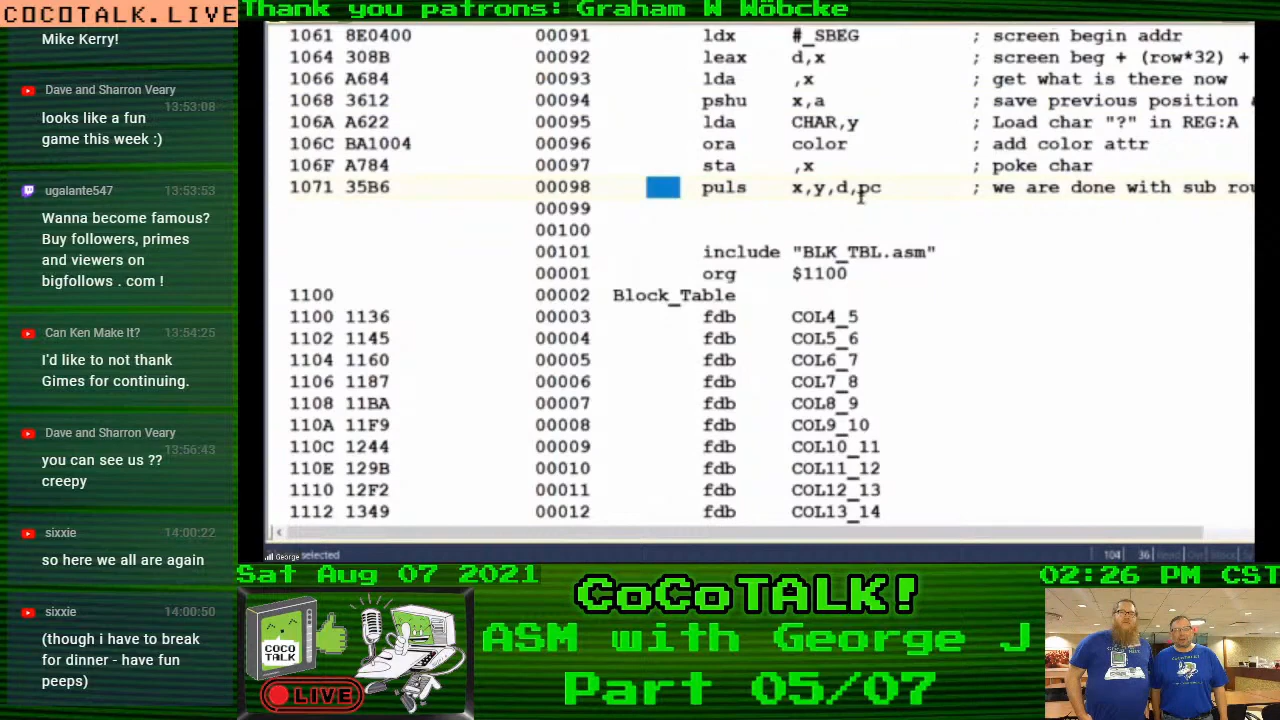 COCOTALK.LIVE
Thank you patrons: Graham W Wöbcke
Mike Kerry!
Dave and Sharron Veary
13:53:08
looks like a fun
game this week :)
ugalante547
13:53:53
Wanna become famous?
Buy followers, primes
and viewers on
bigfollows . com !
Can Ken Make It?
13:54:25
I'd like to not thank
Gimes for continuing.
Dave and Sharron Veary
13:56:43
you can see us ??
creepy
sixxie
14:00:22
so here we all are again
sixxie
14:00:50
(though i have to break
for dinner - have fun
peeps)
1061 8E0400 00091 ldx #_SBEG ; screen begin addr
1064 308B 00092 leax d,x ; screen beg + (row*32) +
1066 A684 00093 lda ,x ; get what is there now
1068 3612 00094 pshu x,a ; save previous position
106A A622 00095 lda CHAR,y ; Load char "?" in REG:A
106C BA1004 00096 ora color ; add color attr
106F A784 00097 sta ,x ; poke char
1071 35B6 00098 puls x,y,d,pc ; we are done with sub rou
00099
00100
00101 include "BLK_TBL.asm"
00001 org $1100
1100 00002 Block_Table
1100 1136 00003 fdb COL4_5
1102 1145 00004 fdb COL5_6
1104 1160 00005 fdb COL6_7
1106 1187 00006 fdb COL7_8
1108 11BA 00007 fdb COL8_9
110A 11F9 00008 fdb COL9_10
110C 1244 00009 fdb COL10_11
110E 129B 00010 fdb COL11_12
1110 12F2 00011 fdb COL12_13
1112 1349 00012 fdb COL13_14
George selected
104 36
Sat Aug 07 2021
CoCoTALK!
02:26 PM CST
COCO
TALK
LIVE
ASM with George J
Part 05/07